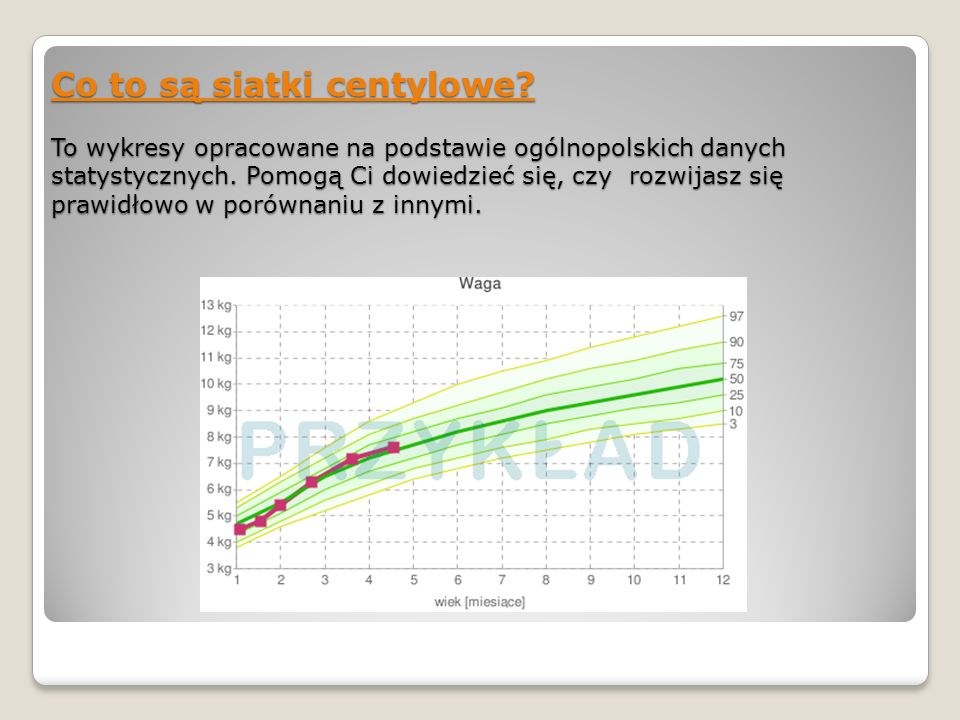 Co to są siatki centylowe?
To wykresy opracowane na podstawie ogólnopolskich danych
statystycznych. Pomogą Ci dowiedzieć się, czy  rozwijasz się
prawidłowo w porównaniu z innymi.
Waga
13 kg
12 kg
11 kg
10 kg
9 kg
8 kg
7 kg
6 kg
5 kg
4 kg
3 kg
97
90
75
50
25
10
3
PRZYKŁAD
1 2 3 4 5 6 7 8 9 10 11 12
wiek [miesiące]